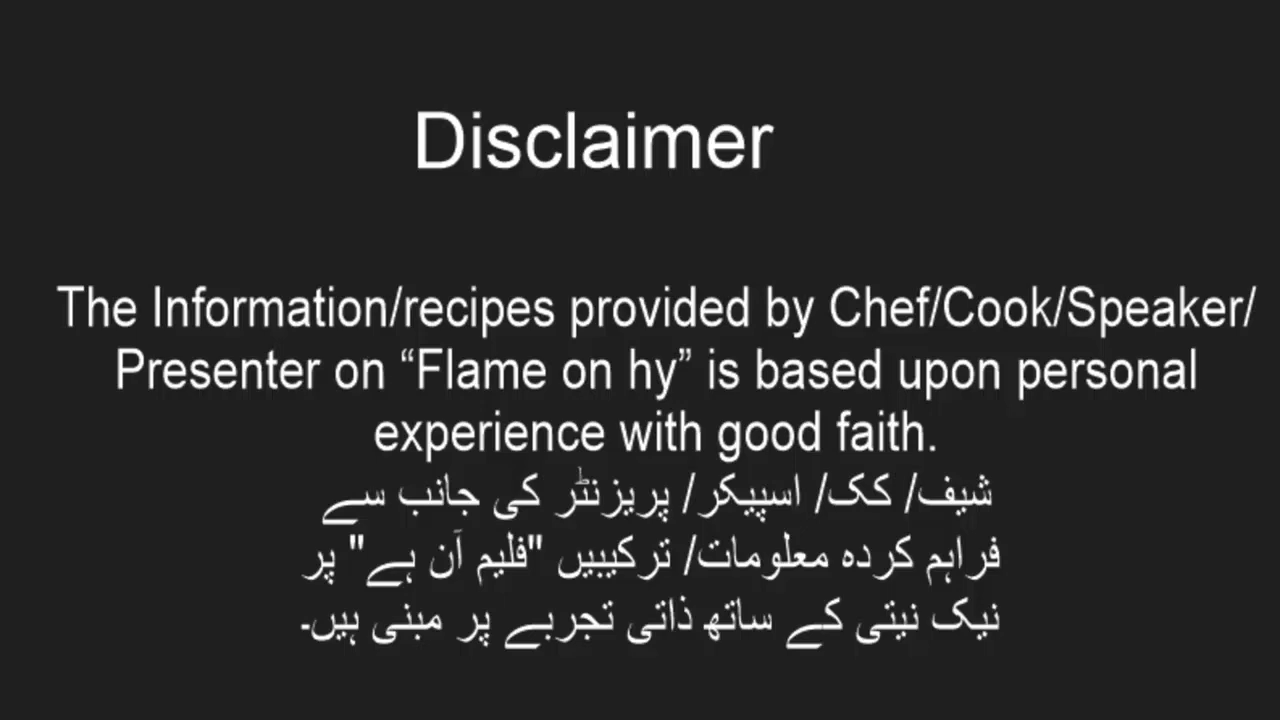 Disclaimer
The Information/recipes provided by Chef/Cook/Speaker/
Presenter on “Flame on hy” is based upon personal
experience with good faith.
شیف/ کک/ اسپیکر/ پریزنٹر کی جانب سے
فراہم کردہ معلومات/ ترکیبیں "فلیم آن ہے" پر
نیک نیتی کے ساتھ ذاتی تجربے پر مبنی ہیں۔